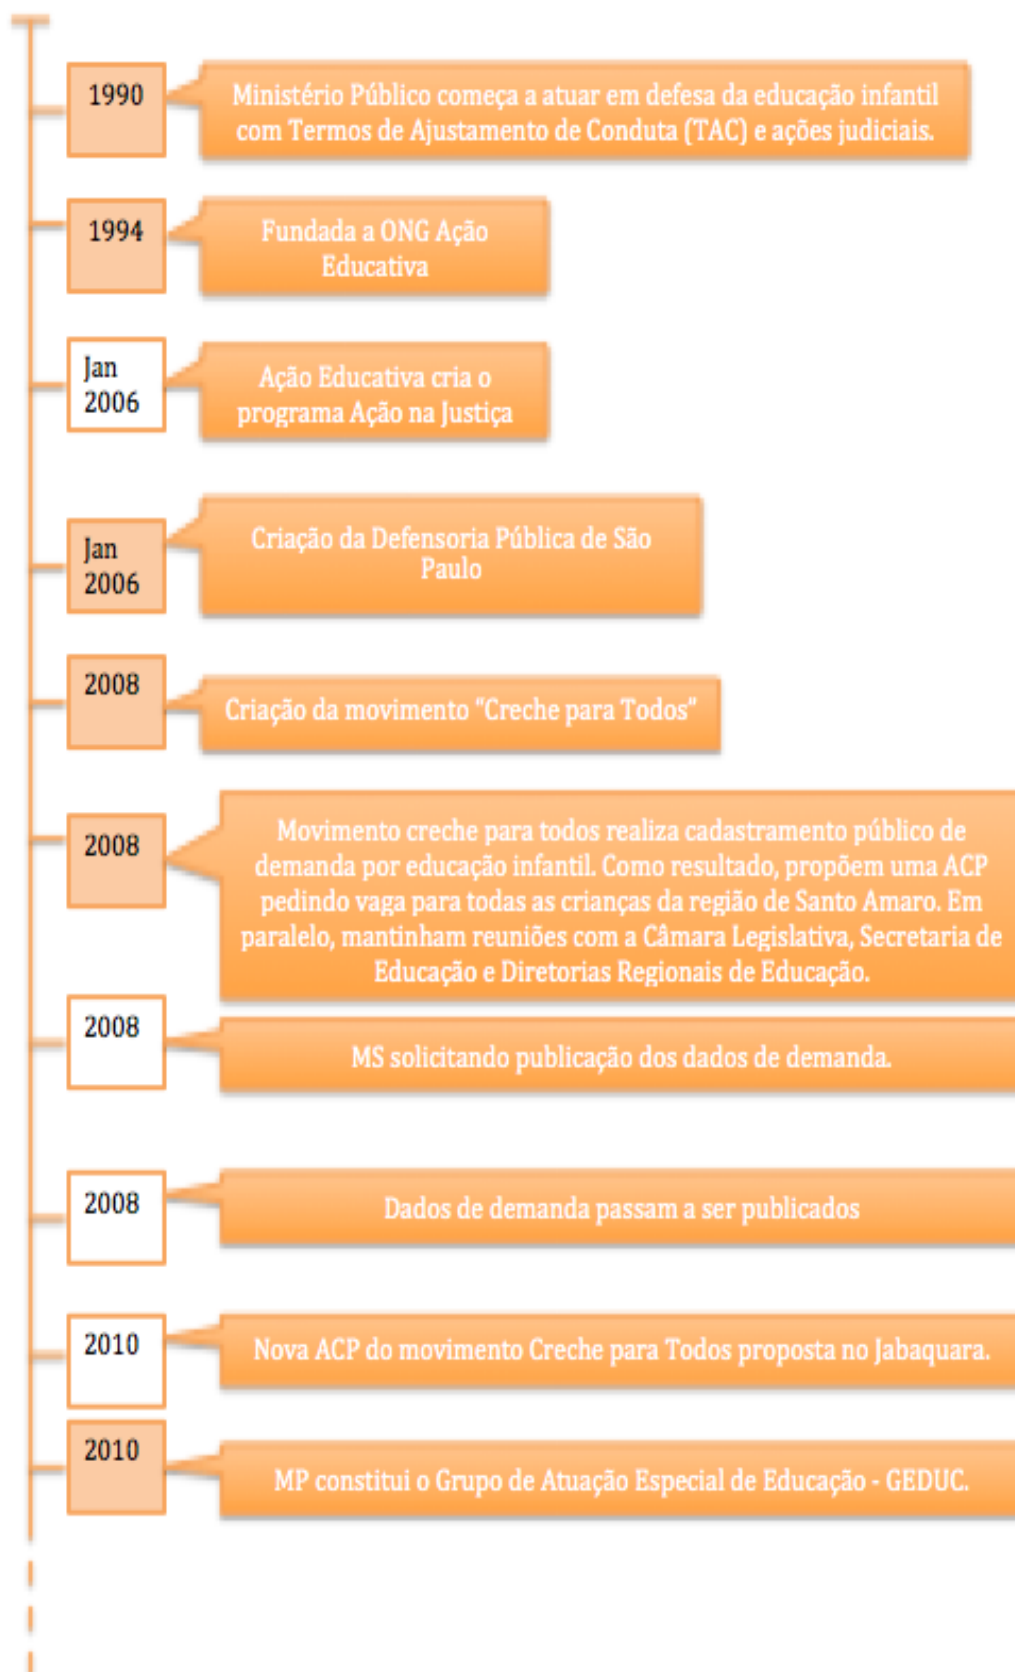 1990
Ministério Público começa a atuar em defesa da educação infantil
com Termos de Ajustamento de Conduta (TAC) e ações judiciais.
1994
Fundada a ONG Ação
Educativa
Jan
2006
Ação Educativa cria o
programa Ação na Justiça
Jan
2006
Criação da Defensoria Pública de São
Paulo
2008
Criação da movimento "Creche para Todos"
2008
Movimento creche para todos realiza cadastramento público de
demanda por educação infantil. Como resultado, propõem uma ACP
pedindo vaga para todas as crianças da região de Santo Amaro. Em
paralelo, mantinham reuniões com a Câmara Legislativa, Secretaria de
Educação e Diretorias Regionais de Educação.
2008
MS solicitando publicação dos dados de demanda.
2008
Dados de demanda passam a ser publicados
2010
Nova ACP do movimento Creche para Todos proposta no Jabaquara.
2010
MP constitui o Grupo de Atuação Especial de Educação - GEDUC.